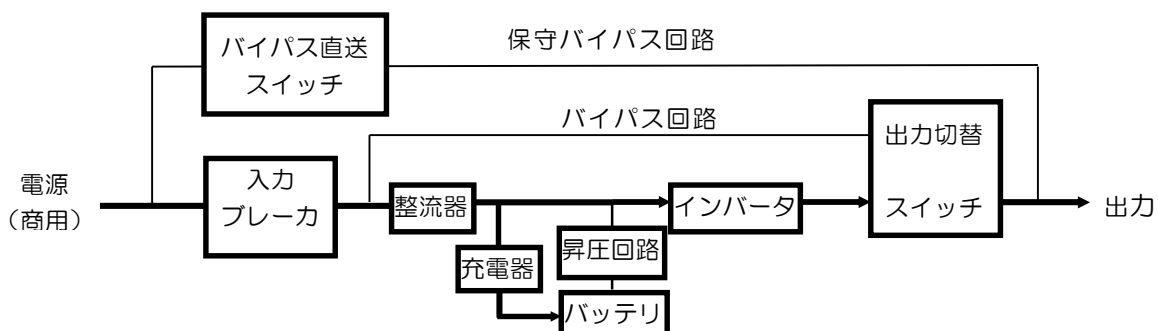 バイパス直送
スイッチ
保守バイパス回路
バイパス回路
出力切替
スイッチ
電源
（商用）
入力
ブレーカ
整流器
インバータ
出力
充電器
昇圧回路
バッテリ